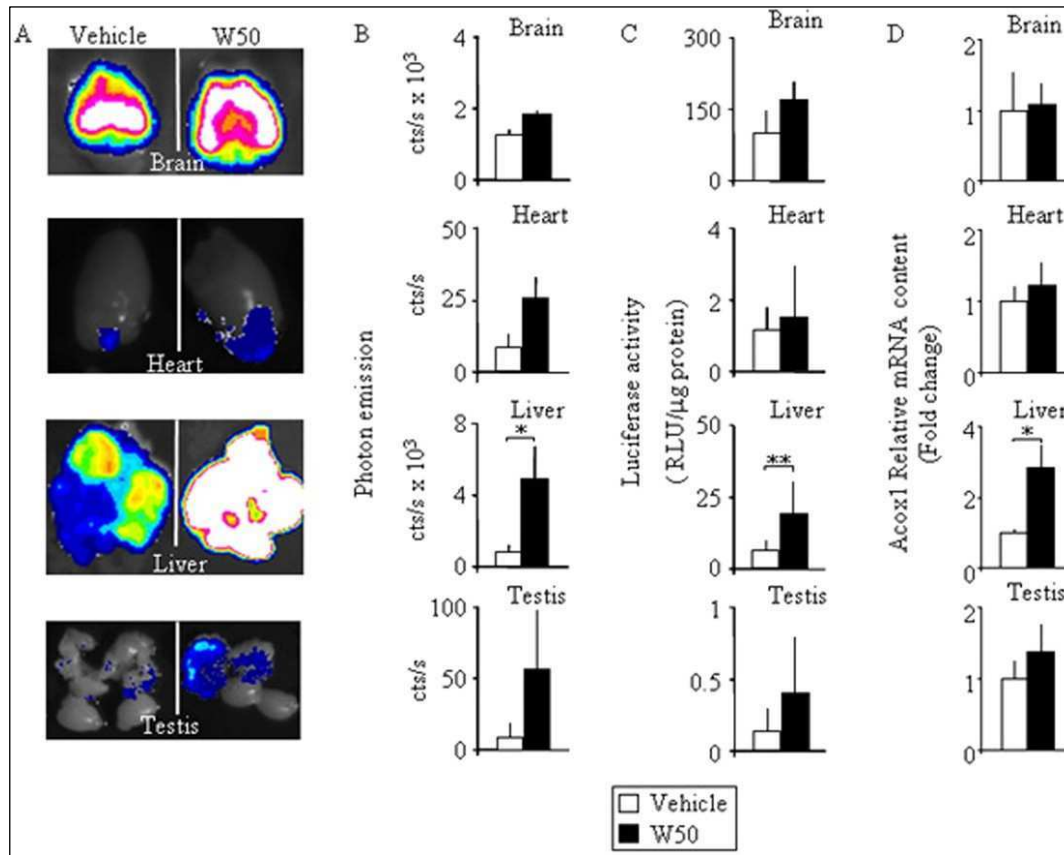 A
Vehicle W50
Brain
Heart
Liver
Testis
B
Photon emission
Brain
cts/s x 10³
4
2
0
Heart
cts/s
50
25
0
Liver
cts/s x 10³
8
4
0
*
Testis
cts/s
100
50
0
C
Luciferase activity
( RLU/µg protein)
Brain
300
150
0
Heart
4
2
0
Liver
50
25
0
**
Testis
1
0.5
0
D
Acox1 Relative mRNA content
(Fold change)
Brain
2
1
0
Heart
2
1
0
Liver
4
2
0
*
Testis
2
1
0
Vehicle
W50